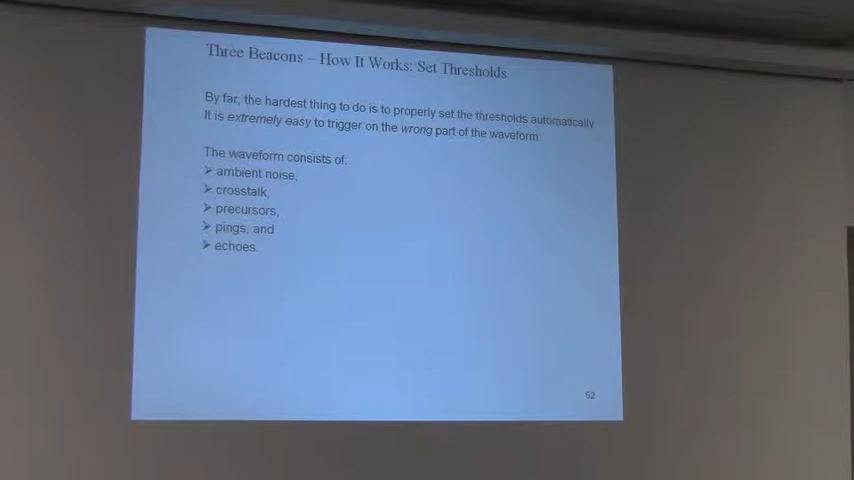 Three Beacons – How It Works: Set Thresholds
By far, the hardest thing to do is to properly set the thresholds automatically.
It is extremely easy to trigger on the wrong part of the waveform.
The waveform consists of:
➢ ambient noise,
➢ crosstalk,
➢ precursors,
➢ pings, and
➢ echoes.
52